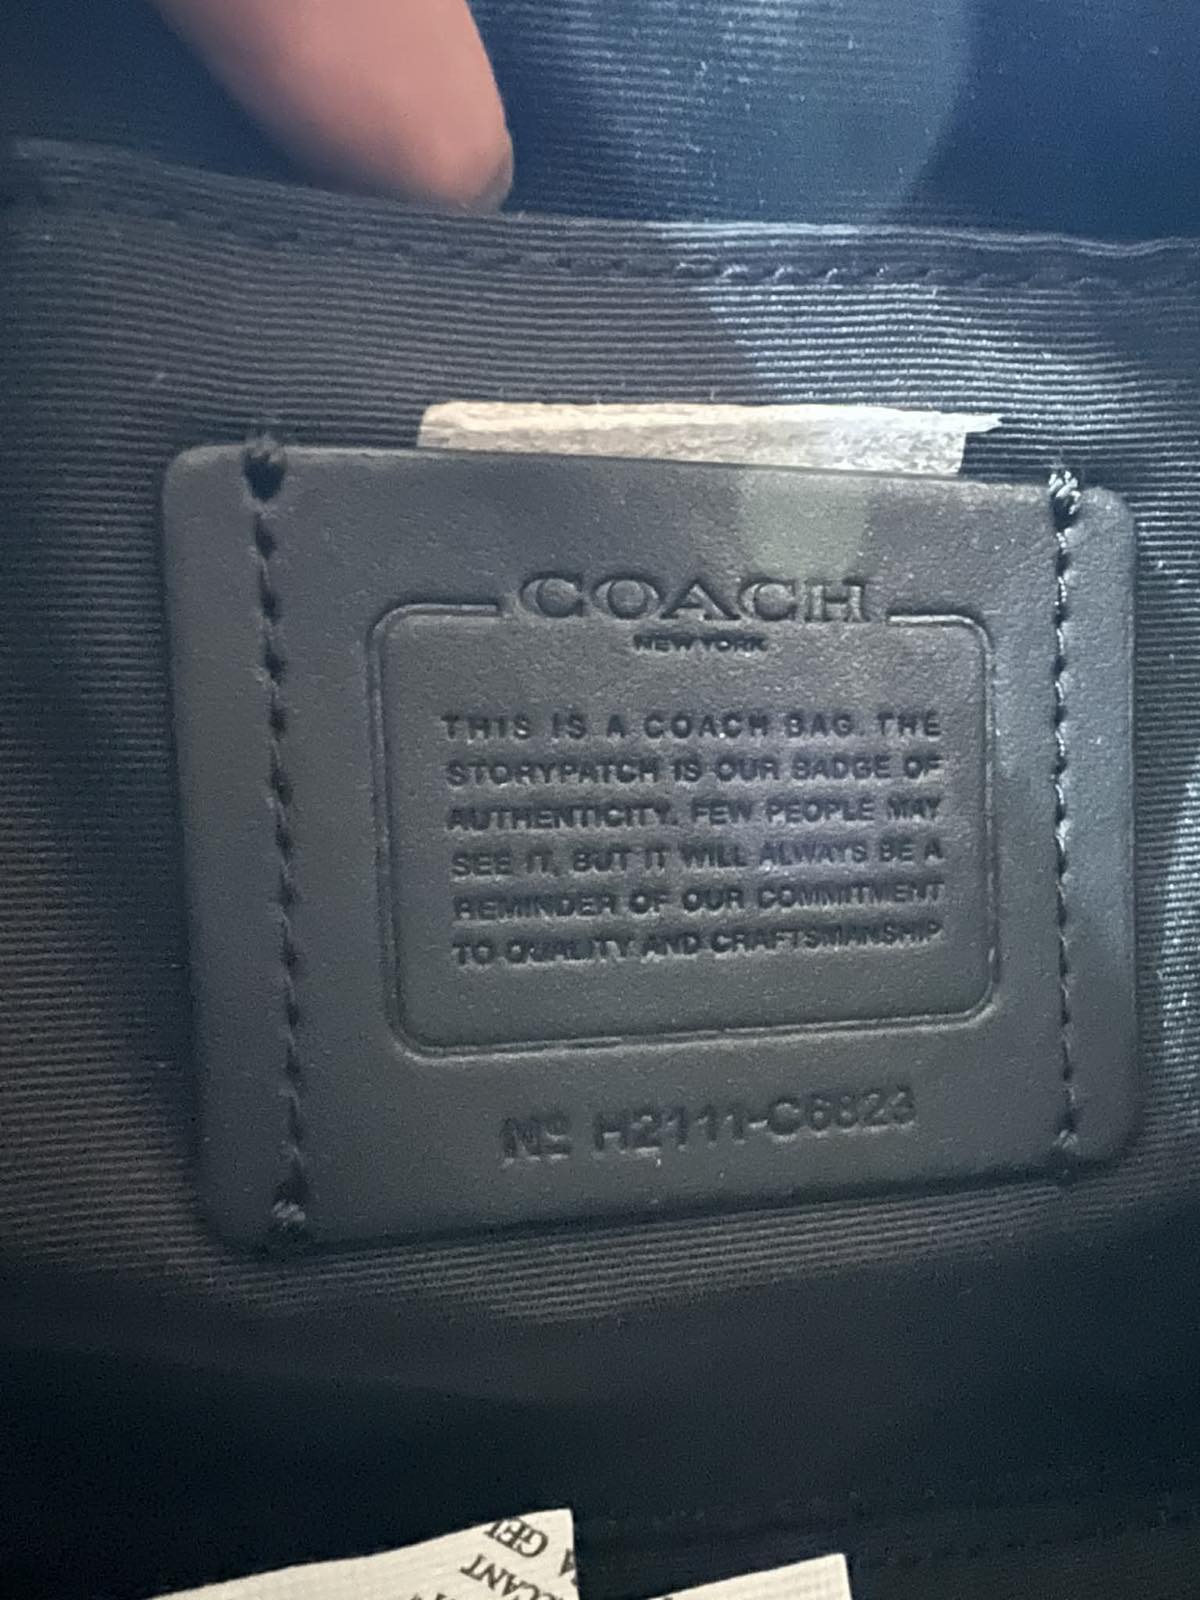 COACH
NEW YORK
THIS IS A COACH BAG. THE
STORYPATCH IS OUR BADGE OF
AUTHENTICITY. FEW PEOPLE MAY
SEE IT, BUT IT WILL ALWAYS BE A
REMINDER OF OUR COMMITMENT
TO QUALITY AND CRAFTSMANSHIP
Nº H2111-C6823
GEL